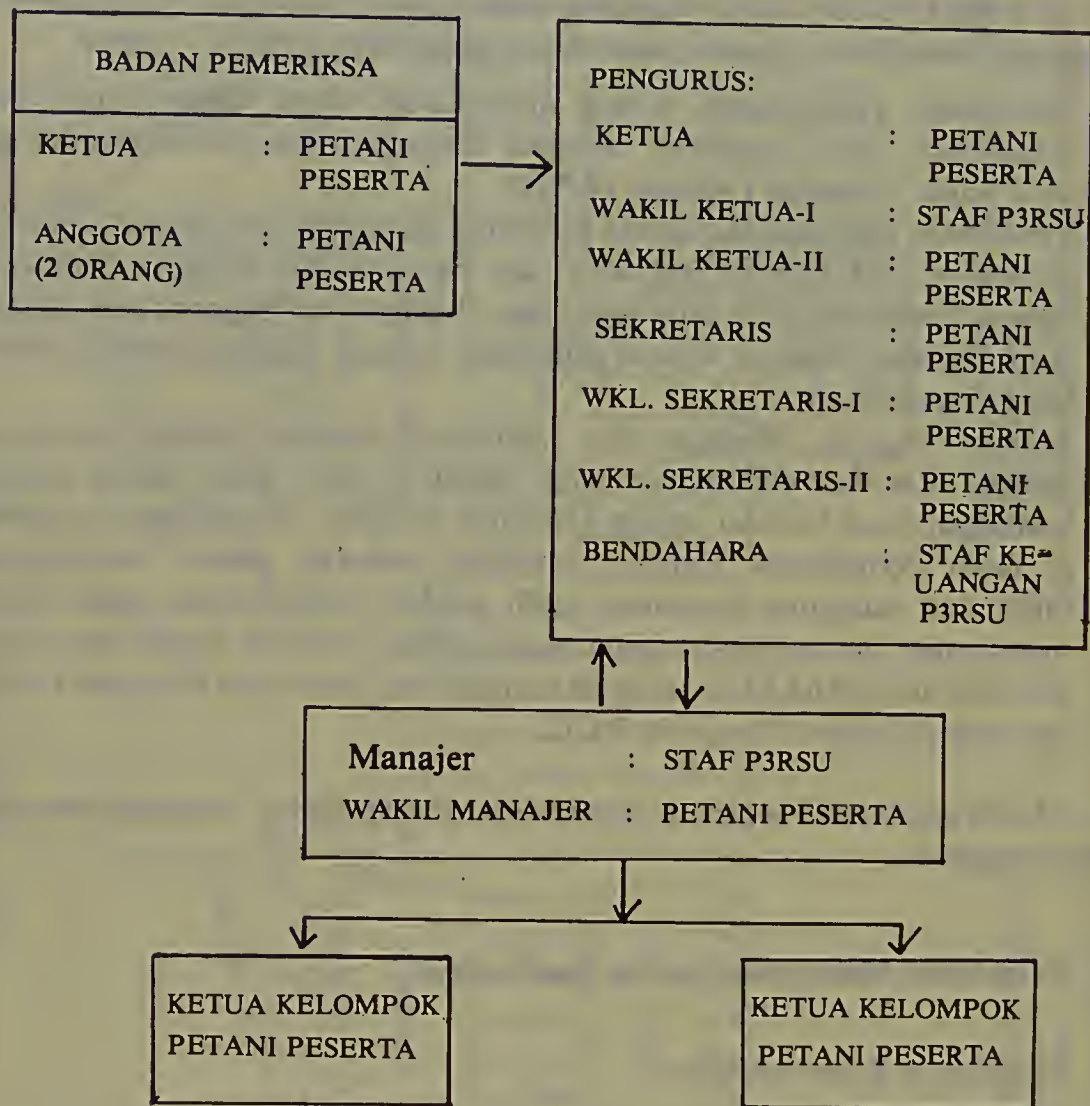 BADAN PEMERIKSA
KETUA : PETANI
PESERTA
ANGGOTA : PETANI
(2 ORANG) PESERTA
PENGURUS:
KETUA : PETANI
PESERTA
WAKIL KETUA-I : STAF P3RSU
WAKIL KETUA-II : PETANI
PESERTA
SEKRETARIS : PETANI
PESERTA
WKL. SEKRETARIS-I : PETANI
PESERTA
WKL. SEKRETARIS-II : PETANI
PESERTA
BENDAHARA : STAF KE-
UANGAN
P3RSU
Manajer : STAF P3RSU
WAKIL MANAJER : PETANI PESERTA
KETUA KELOMPOK
PETANI PESERTA
KETUA KELOMPOK
PETANI PESERTA